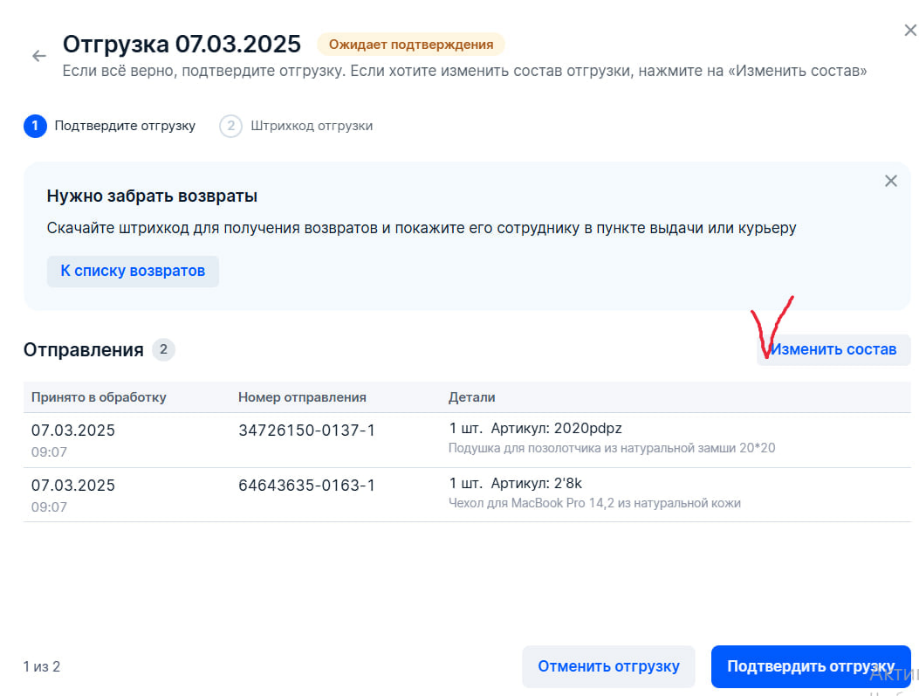 Отгрузка 07.03.2025 Ожидает подтверждения
Если всё верно, подтвердите отгрузку. Если хотите изменить состав отгрузки, нажмите на «Изменить состав»
1 Подтвердите отгрузку 2 Штрихкод отгрузки
Нужно забрать возвраты
Скачайте штрихкод для получения возвратов и покажите его сотруднику в пункте выдачи или курьеру
К списку возвратов
Отправления 2 Изменить состав
Принято в обработку Номер отправления Детали
07.03.2025 34726150-0137-1 1 шт. Артикул: 2020pdpz
09:07 Подушка для позолотчика из натуральной замши 20*20
07.03.2025 64643635-0163-1 1 шт. Артикул: 2'8k
09:07 Чехол для MacBook Pro 14,2 из натуральной кожи
1 из 2 Отменить отгрузку Подтвердить отгрузку